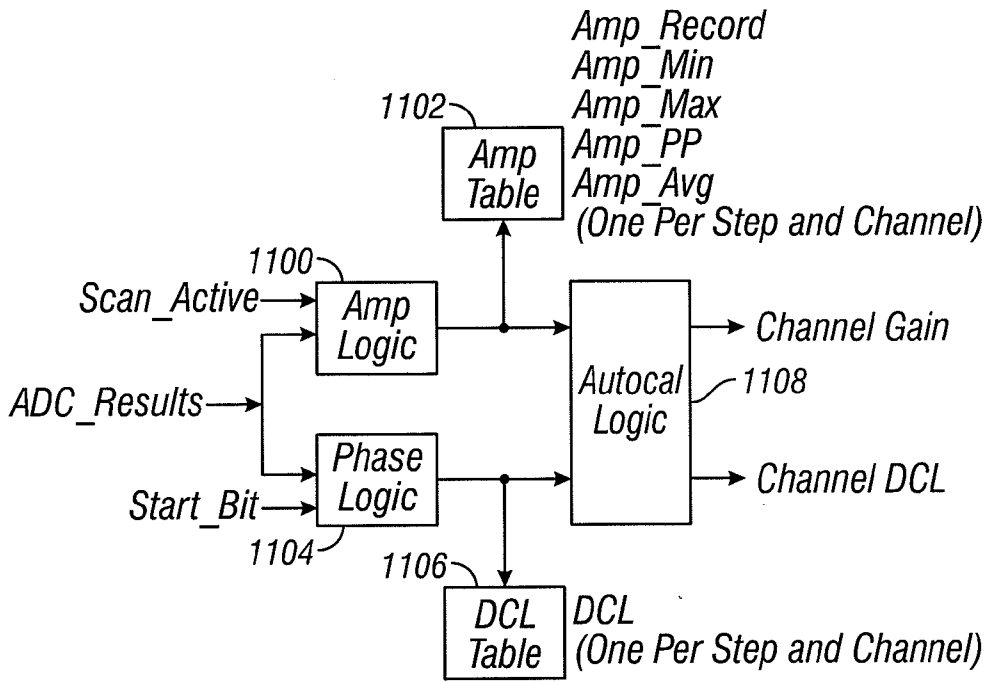 Amp_Record
Amp_Min
Amp_Max
Amp_PP
Amp_Avg
(One Per Step and Channel)
1102
Amp
Table
1100
Scan_Active
Amp
Logic
ADC_Results
Phase
Logic
Start_Bit
1104
Autocal
Logic
1108
Channel Gain
Channel DCL
1106
DCL
Table
DCL
(One Per Step and Channel)